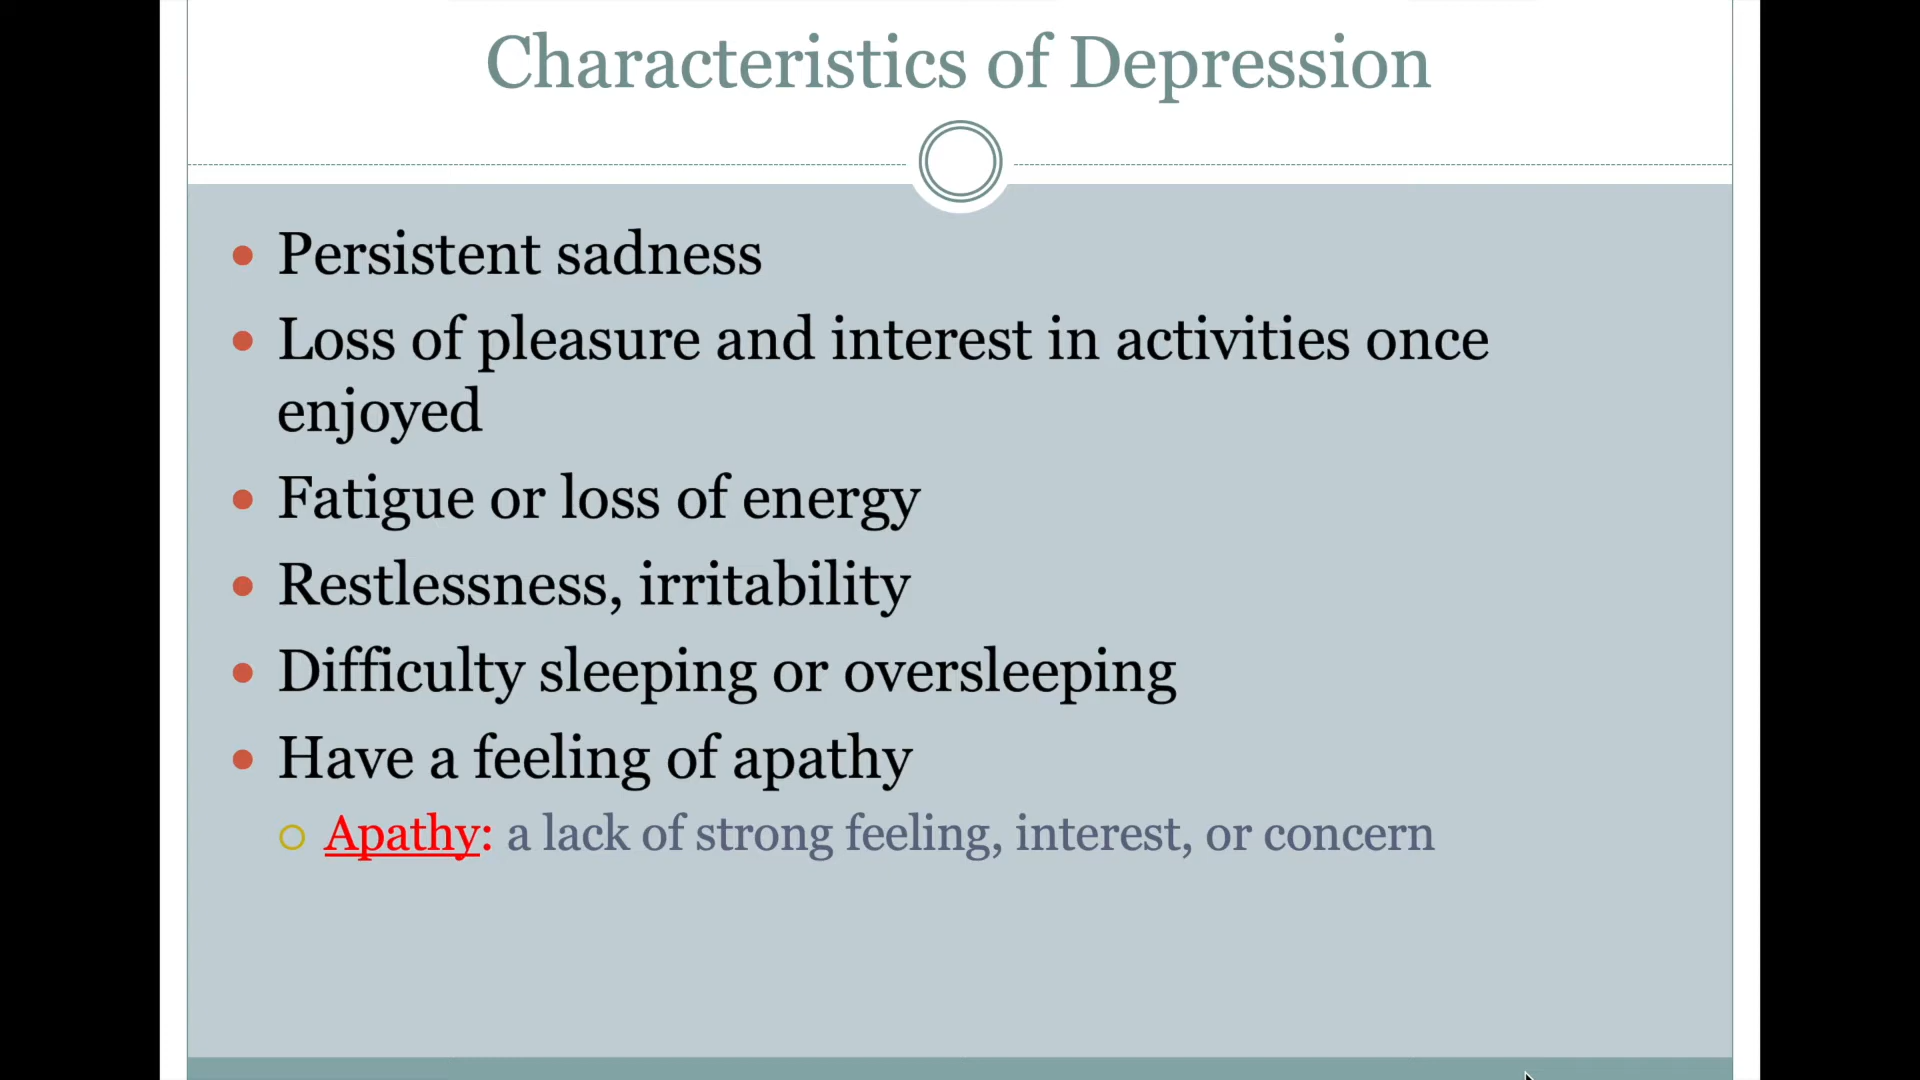 Characteristics of Depression
Persistent sadness
Loss of pleasure and interest in activities once
enjoyed
Fatigue or loss of energy
Restlessness, irritability
Difficulty sleeping or oversleeping
Have a feeling of apathy
Apathy: a lack of strong feeling, interest, or concern